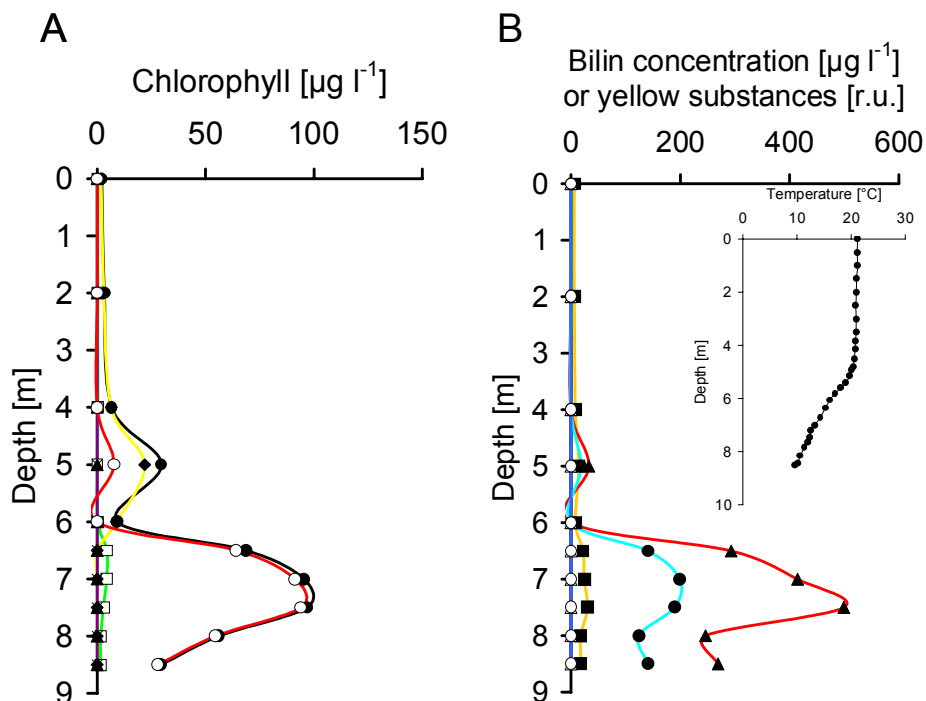 A
Chlorophyll [µg l-1]
0 50 100 150
0
1
2
3
4
5
6
7
8
9
Depth [m]
B
Bilin concentration [µg l-1]
or yellow substances [r.u.]
0 200 400 600
0
1
2
3
4
5
6
7
8
9
Depth [m]
Temperature [°C]
0 10 20 30
0
2
4
6
8
10
Depth [m]